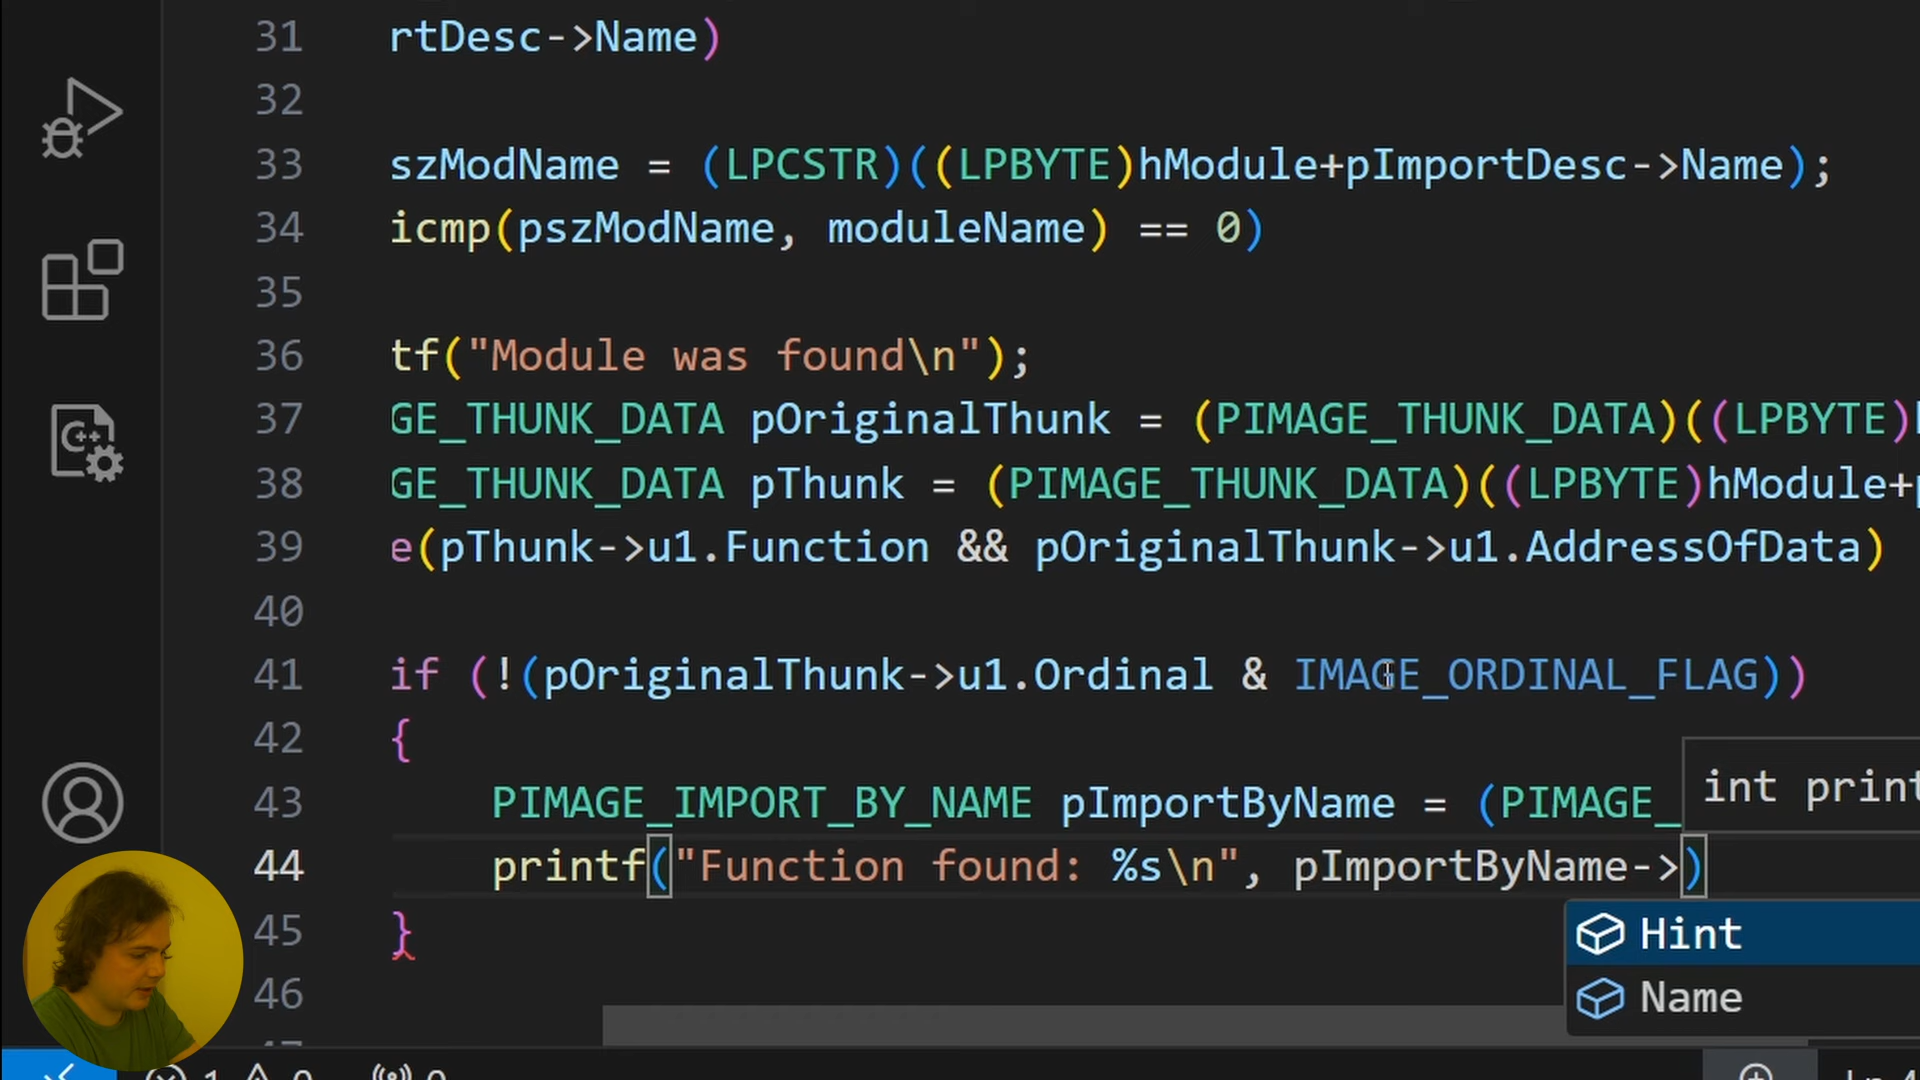 31 rtDesc->Name)
32
33 szModName = (LPCSTR)((LPBYTE)hModule+pImportDesc->Name);
34 icmp(pszModName, moduleName) == 0)
35
36 tf("Module was found\n");
37 GE_THUNK_DATA pOriginalThunk = (PIMAGE_THUNK_DATA)((LPBYTE)
38 GE_THUNK_DATA pThunk = (PIMAGE_THUNK_DATA)((LPBYTE)hModule+
39 e(pThunk->u1.Function && pOriginalThunk->u1.AddressOfData)
40
41 if (!(pOriginalThunk->u1.Ordinal & IMAGE_ORDINAL_FLAG))
42 {
43 PIMAGE_IMPORT_BY_NAME pImportByName = (PIMAGE_
int print
44 printf("Function found: %s\n", pImportByName->)
Hint
45 }
Name
46